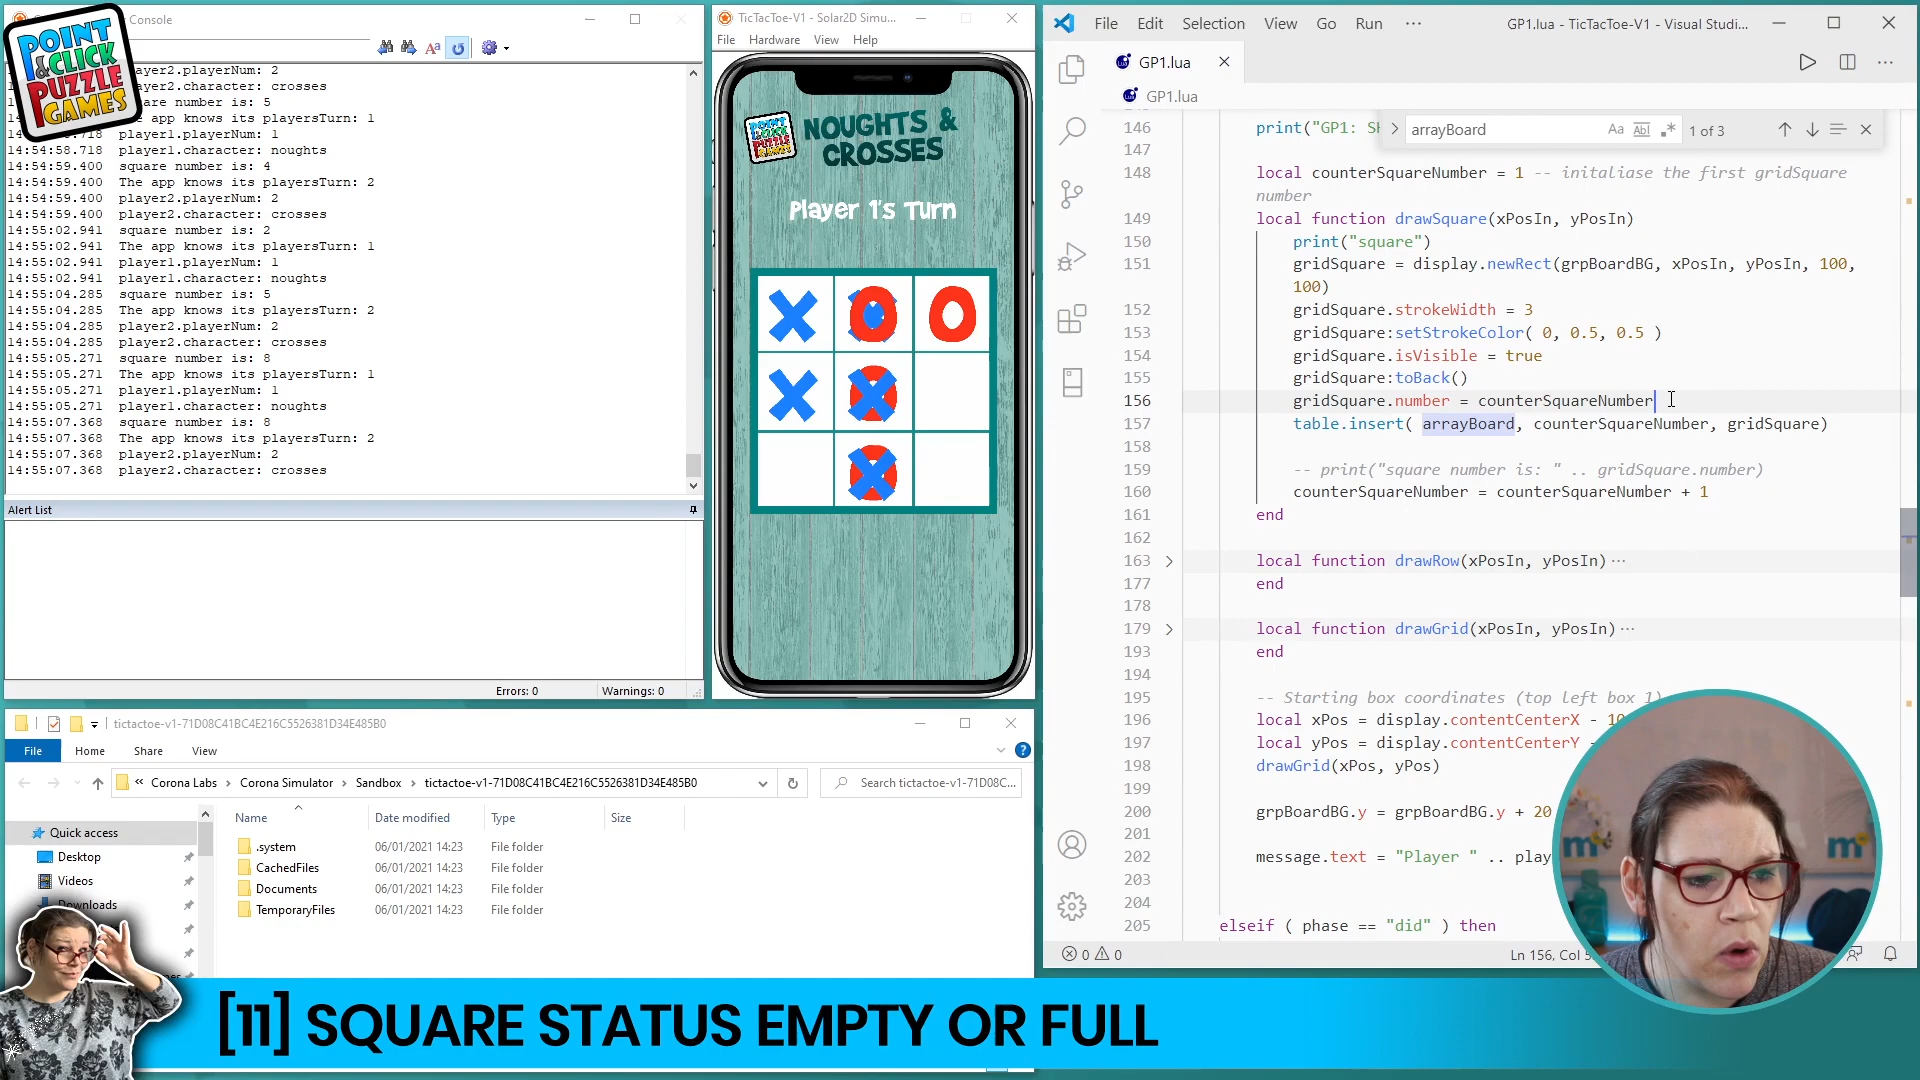 POINT
&CLICK
PUZZLE
GAMES
Console
ayer2.playerNum: 2
ayer2.character: crosses
uare number is: 5
e app knows its playersTurn: 1
player1.playerNum: 1
14:54:58.718 player1.character: noughts
14:54:59.400 square number is: 4
14:54:59.400 The app knows its playersTurn: 2
14:54:59.400 player2.playerNum: 2
14:54:59.400 player2.character: crosses
14:55:02.941 square number is: 2
14:55:02.941 The app knows its playersTurn: 1
14:55:02.941 player1.playerNum: 1
14:55:02.941 player1.character: noughts
14:55:04.285 square number is: 5
14:55:04.285 The app knows its playersTurn: 2
14:55:04.285 player2.playerNum: 2
14:55:04.285 player2.character: crosses
14:55:05.271 square number is: 8
14:55:05.271 The app knows its playersTurn: 1
14:55:05.271 player1.playerNum: 1
14:55:05.271 player1.character: noughts
14:55:07.368 square number is: 8
14:55:07.368 The app knows its playersTurn: 2
14:55:07.368 player2.playerNum: 2
14:55:07.368 player2.character: crosses
Alert List
Errors: 0 Warnings: 0
TicTacToe-V1 - Solar2D Simu...
File Hardware View Help
POINT
&CLICK
PUZZLE
GAMES
NOUGHTS &
CROSSES
Player 1's Turn
File Edit Selection View Go Run ··· GP1.lua - TicTacToe-V1 - Visual Studi...
GP1.lua
GP1.lua
arrayBoard Aa Abl 1 of 3
146 print("GP1: SH
147
148 local counterSquareNumber = 1 -- initaliase the first gridSquare
number
149 local function drawSquare(xPosIn, yPosIn)
150 print("square")
151 gridSquare = display.newRect(grpBoardBG, xPosIn, yPosIn, 100,
100)
152 gridSquare.strokeWidth = 3
153 gridSquare:setStrokeColor( 0, 0.5, 0.5 )
154 gridSquare.isVisible = true
155 gridSquare:toBack()
156 gridSquare.number = counterSquareNumber
157 table.insert( arrayBoard, counterSquareNumber, gridSquare)
158
159 -- print("square number is: " .. gridSquare.number)
160 counterSquareNumber = counterSquareNumber + 1
161 end
162
163 local function drawRow(xPosIn, yPosIn)···
177 end
178
179 local function drawGrid(xPosIn, yPosIn)···
193 end
194
195 -- Starting box coordinates (top left box 1)
196 local xPos = display.contentCenterX - 10
197 local yPos = display.contentCenterY -
198 drawGrid(xPos, yPos)
199
200 grpBoardBG.y = grpBoardBG.y + 20
201
202 message.text = "Player " .. play
203
204
205 elseif ( phase == "did" ) then
0 0 Ln 156, Col 5
tictactoe-v1-71D08C41BC4E216C5526381D34E485B0
File Home Share View
« Corona Labs › Corona Simulator › Sandbox › tictactoe-v1-71D08C41BC4E216C5526381D34E485B0 Search tictactoe-v1-71D08C...
Name Date modified Type Size
Quick access
Desktop
Videos
Downloads
.system 06/01/2021 14:23 File folder
CachedFiles 06/01/2021 14:23 File folder
Documents 06/01/2021 14:23 File folder
TemporaryFiles 06/01/2021 14:23 File folder
[11] SQUARE STATUS EMPTY OR FULL